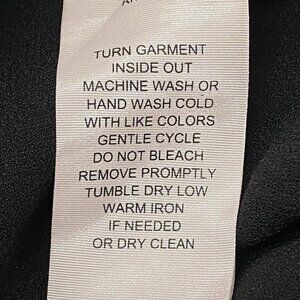 TURN GARMENT
INSIDE OUT
MACHINE WASH OR
HAND WASH COLD
WITH LIKE COLORS
GENTLE CYCLE
DO NOT BLEACH
REMOVE PROMPTLY
TUMBLE DRY LOW
WARM IRON
IF NEEDED
OR DRY CLEAN